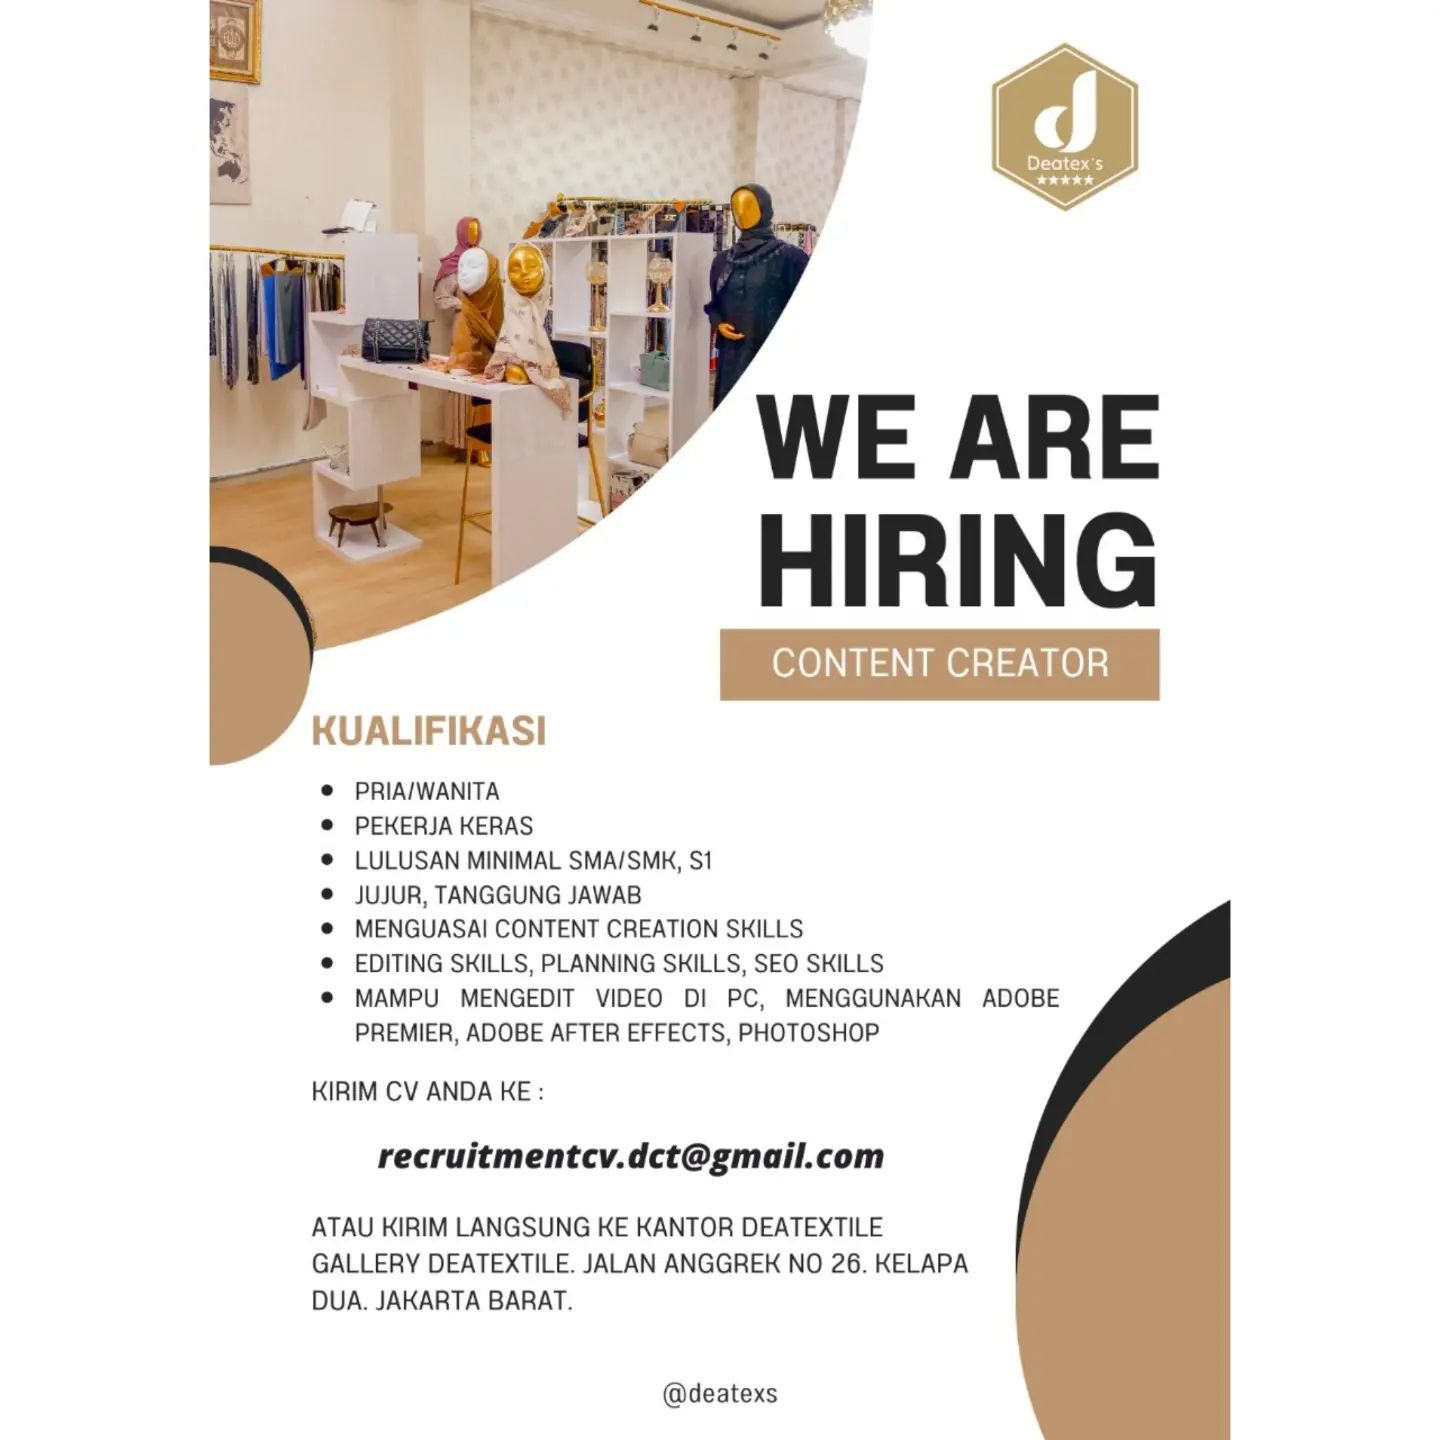 Deatex's
WE ARE
HIRING
CONTENT CREATOR
KUALIFIKASI
PRIA/WANITA
PEKERJA KERAS
LULUSAN MINIMAL SMA/SMK, S1
JUJUR, TANGGUNG JAWAB
MENGUASAI CONTENT CREATION SKILLS
EDITING SKILLS, PLANNING SKILLS, SEO SKILLS
MAMPU MENGEDIT VIDEO DI PC, MENGGUNAKAN ADOBE
PREMIER, ADOBE AFTER EFFECTS, PHOTOSHOP
KIRIM CV ANDA KE :
recruitmentcv.dct@gmail.com
ATAU KIRIM LANGSUNG KE KANTOR DEATEXTILE
GALLERY DEATEXTILE. JALAN ANGGREK NO 26. KELAPA
DUA. JAKARTA BARAT.
@deatexs